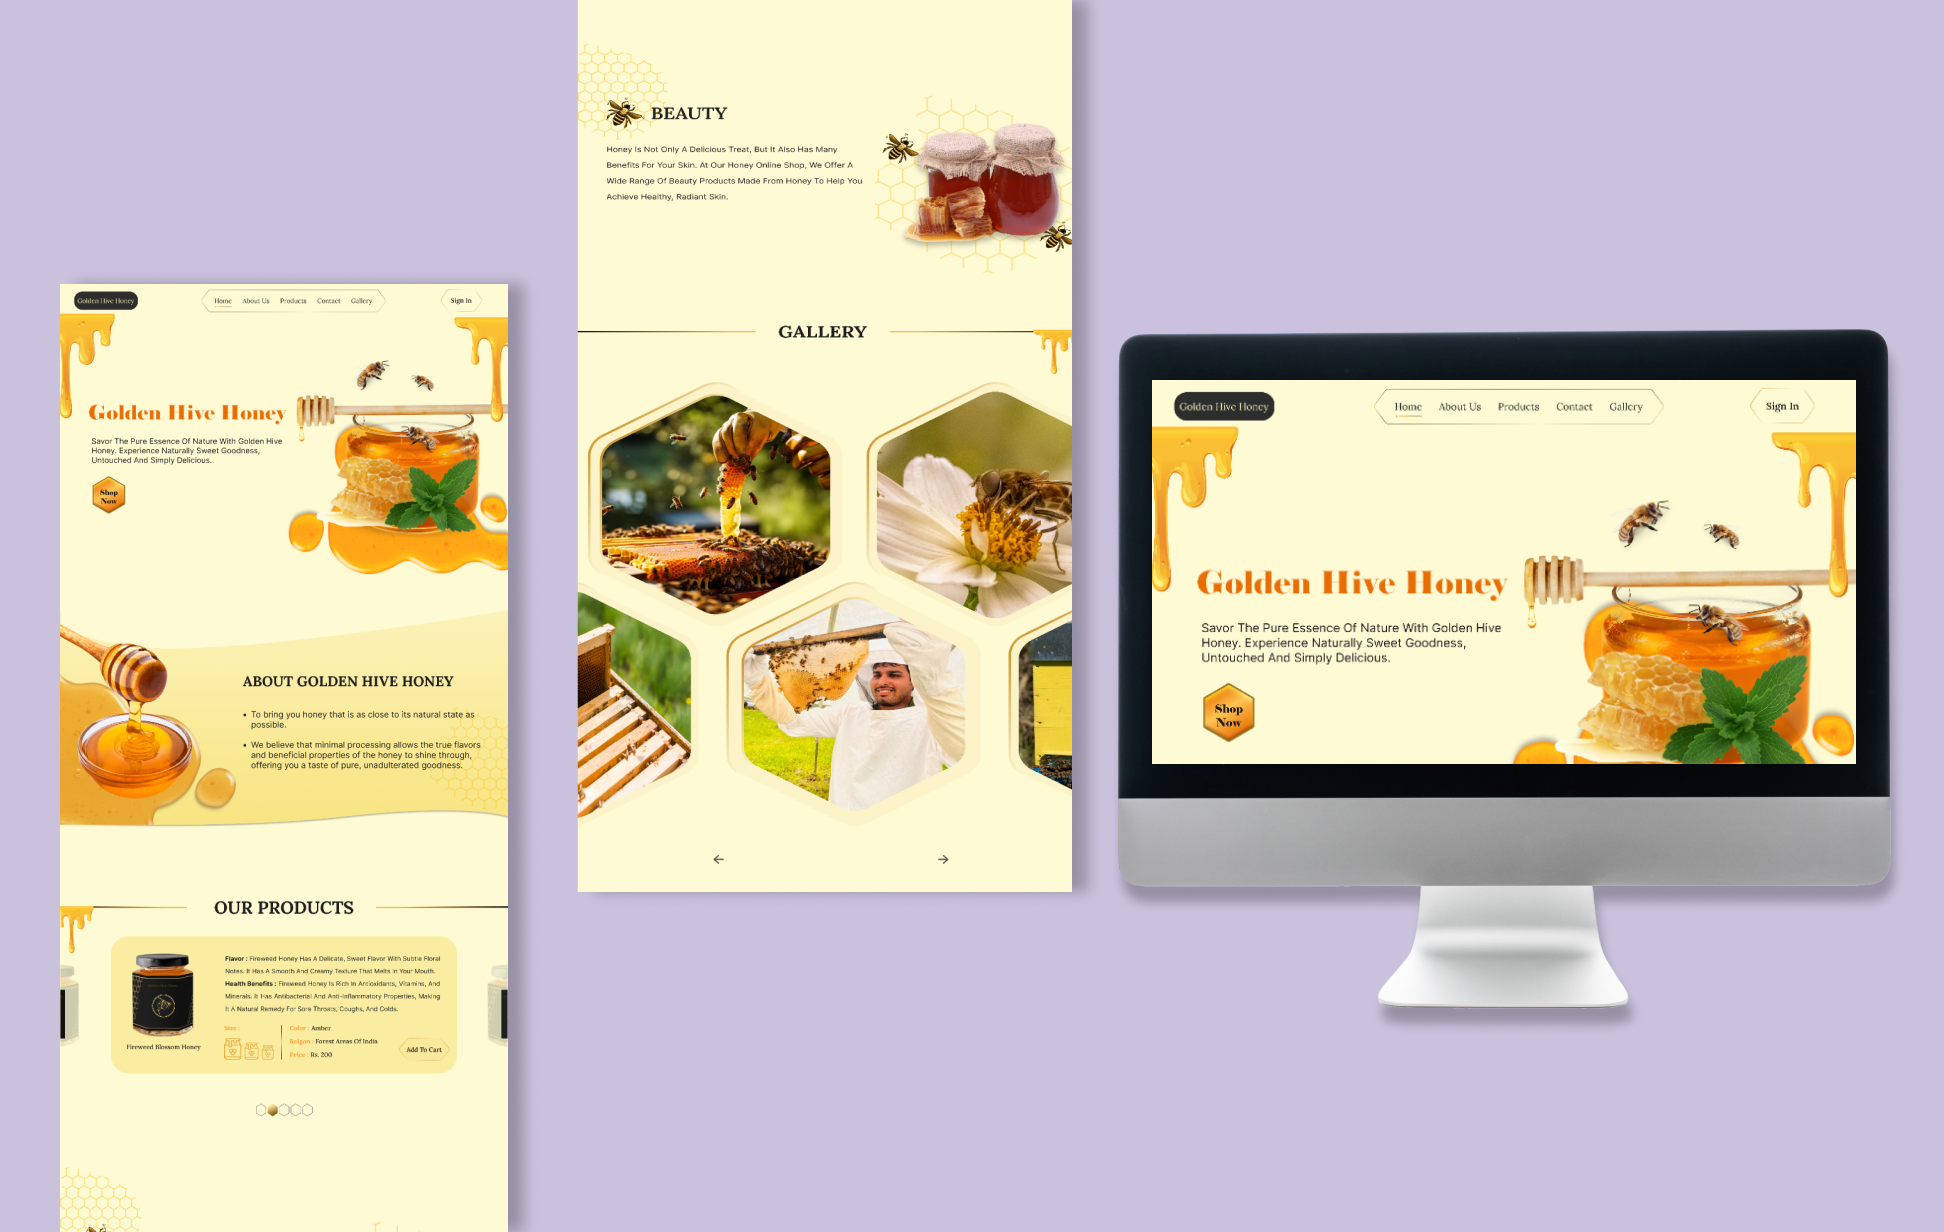 Golden Hive Honey
Home About Us Products Contact Gallery
Sign In
Golden Hive Honey
Savor The Pure Essence Of Nature With Golden Hive
Honey. Experience Naturally Sweet Goodness,
Untouched And Simply Delicious.
Shop
Now
ABOUT GOLDEN HIVE HONEY
• To bring you honey that is as close to its natural state as
possible.
• We believe that minimal processing allows the true flavors
and beneficial properties of the honey to shine through,
offering you a taste of pure, unadulterated goodness.
OUR PRODUCTS
Flavor : Fireweed Honey Has A Delicate, Sweet Flavor With Subtle Floral
Notes. It Has A Smooth And Creamy Texture That Melts In Your Mouth.
Health Benefits : Fireweed Honey Is Rich In Antioxidants, Vitamins, And
Minerals. It Has Antibacterial And Anti-Inflammatory Properties, Making
It A Natural Remedy For Sore Throats, Coughs, And Colds.
Fireweed Blossom Honey
Size :
Color : Amber
Reigon : Forest Areas Of India
Price : Rs. 200
Add To Cart
BEAUTY
Honey Is Not Only A Delicious Treat, But It Also Has Many
Benefits For Your Skin. At Our Honey Online Shop, We Offer A
Wide Range Of Beauty Products Made From Honey To Help You
Achieve Healthy, Radiant Skin.
GALLERY
Golden Hive Honey
Home About Us Products Contact Gallery
Sign In
Golden Hive Honey
Savor The Pure Essence Of Nature With Golden Hive
Honey. Experience Naturally Sweet Goodness,
Untouched And Simply Delicious.
Shop
Now